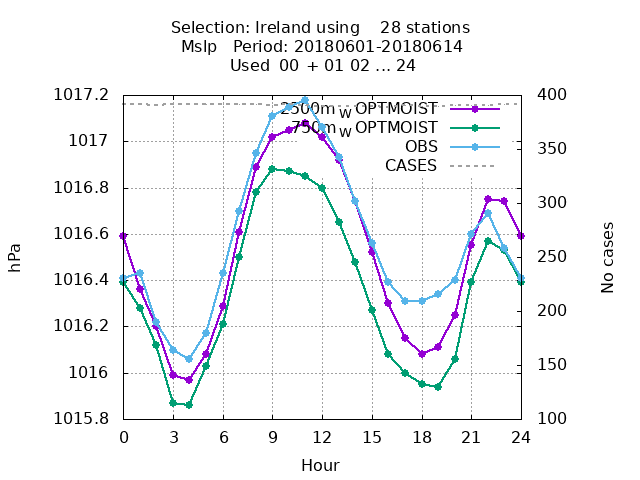 Selection: Ireland using    28 stations
Mslp   Period: 20180601-20180614
Used  00 + 01 02 ... 24
1017.2
1017
1016.8
1016.6
1016.4
1016.2
1016
1015.8
400
350
300
250
200
150
100
2500m_W OPTMOIST
750m_W OPTMOIST
OBS
CASES
hPa
No cases
0 3 6 9 12 15 18 21 24
Hour